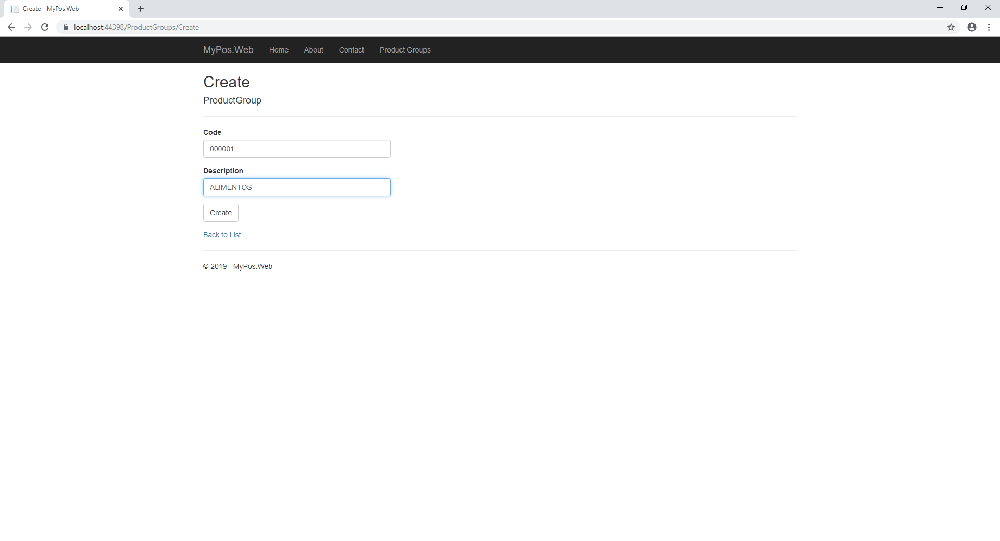 Create - MyPos.Web
localhost:44398/ProductGroups/Create
MyPos.Web Home About Contact Product Groups
Create
ProductGroup
Code
000001
Description
ALIMENTOS
Create
Back to List
© 2019 - MyPos.Web